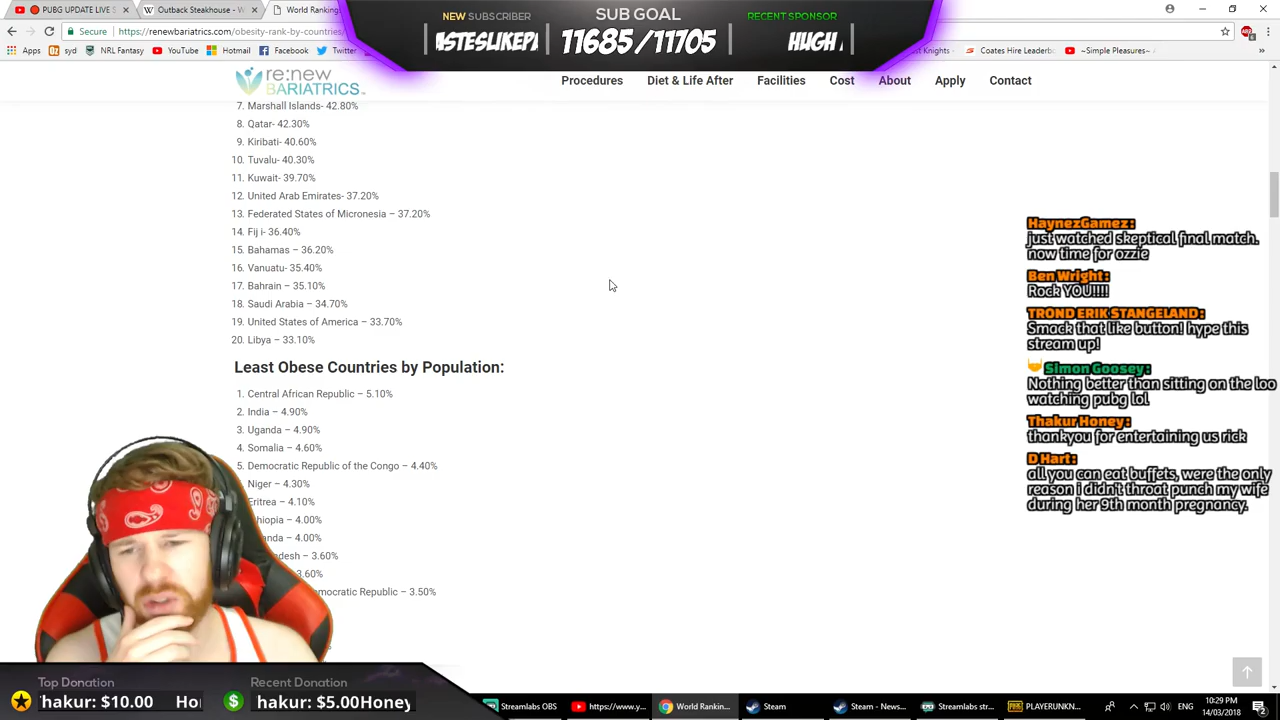 PUBG UPDATE LIVE S
Outback Steakhouse - W
World Ranking
NEW SUBSCRIBER
SUB GOAL
11685/11705
RECENT SPONSOR
HUGH
Secure
https://renewbariatrics.com/obesity-rank-by-countries/
Apps
syd
NRL Fantasy
YouTube
Hotmail
Facebook
Twitter
st Knights
Coates Hire Leaderbo
~Simple Pleasures~
re:new
BARIATRICS
Procedures
Diet & Life After
Facilities
Cost
About
Apply
Contact
7. Marshall Islands- 42.80%
8. Qatar- 42.30%
9. Kiribati- 40.60%
10. Tuvalu- 40.30%
11. Kuwait- 39.70%
12. United Arab Emirates- 37.20%
13. Federated States of Micronesia – 37.20%
14. Fij i- 36.40%
15. Bahamas – 36.20%
16. Vanuatu- 35.40%
17. Bahrain – 35.10%
18. Saudi Arabia – 34.70%
19. United States of America – 33.70%
20. Libya – 33.10%
Least Obese Countries by Population:
1. Central African Republic – 5.10%
2. India – 4.90%
3. Uganda – 4.90%
4. Somalia – 4.60%
5. Democratic Republic of the Congo – 4.40%
Niger – 4.30%
Eritrea – 4.10%
thiopia – 4.00%
anda – 4.00%
adesh – 3.60%
3.60%
mocratic Republic – 3.50%
HaynezGamez:
just watched skeptical final match.
now time for ozzie
Ben Wright:
Rock YOU!!!!
TROND ERIK STANGELAND:
Smack that like button! hype this
stream up!
Simon Goosey:
Nothing better than sitting on the loo
watching pubg lol
Thakur Honey:
thankyou for entertaining us rick
D Hart:
all you can eat buffets, were the only
reason i didn't throat punch my wife
during her 9th month pregnancy.
Top Donation
hakur: $10.00 Ho
Recent Donation
hakur: $5.00Honey
Streamlabs OBS
https://www.y...
World Rankin...
Steam
Steam - News...
Streamlabs str...
PLAYERUNKN...
10:29 PM
14/03/2018
2